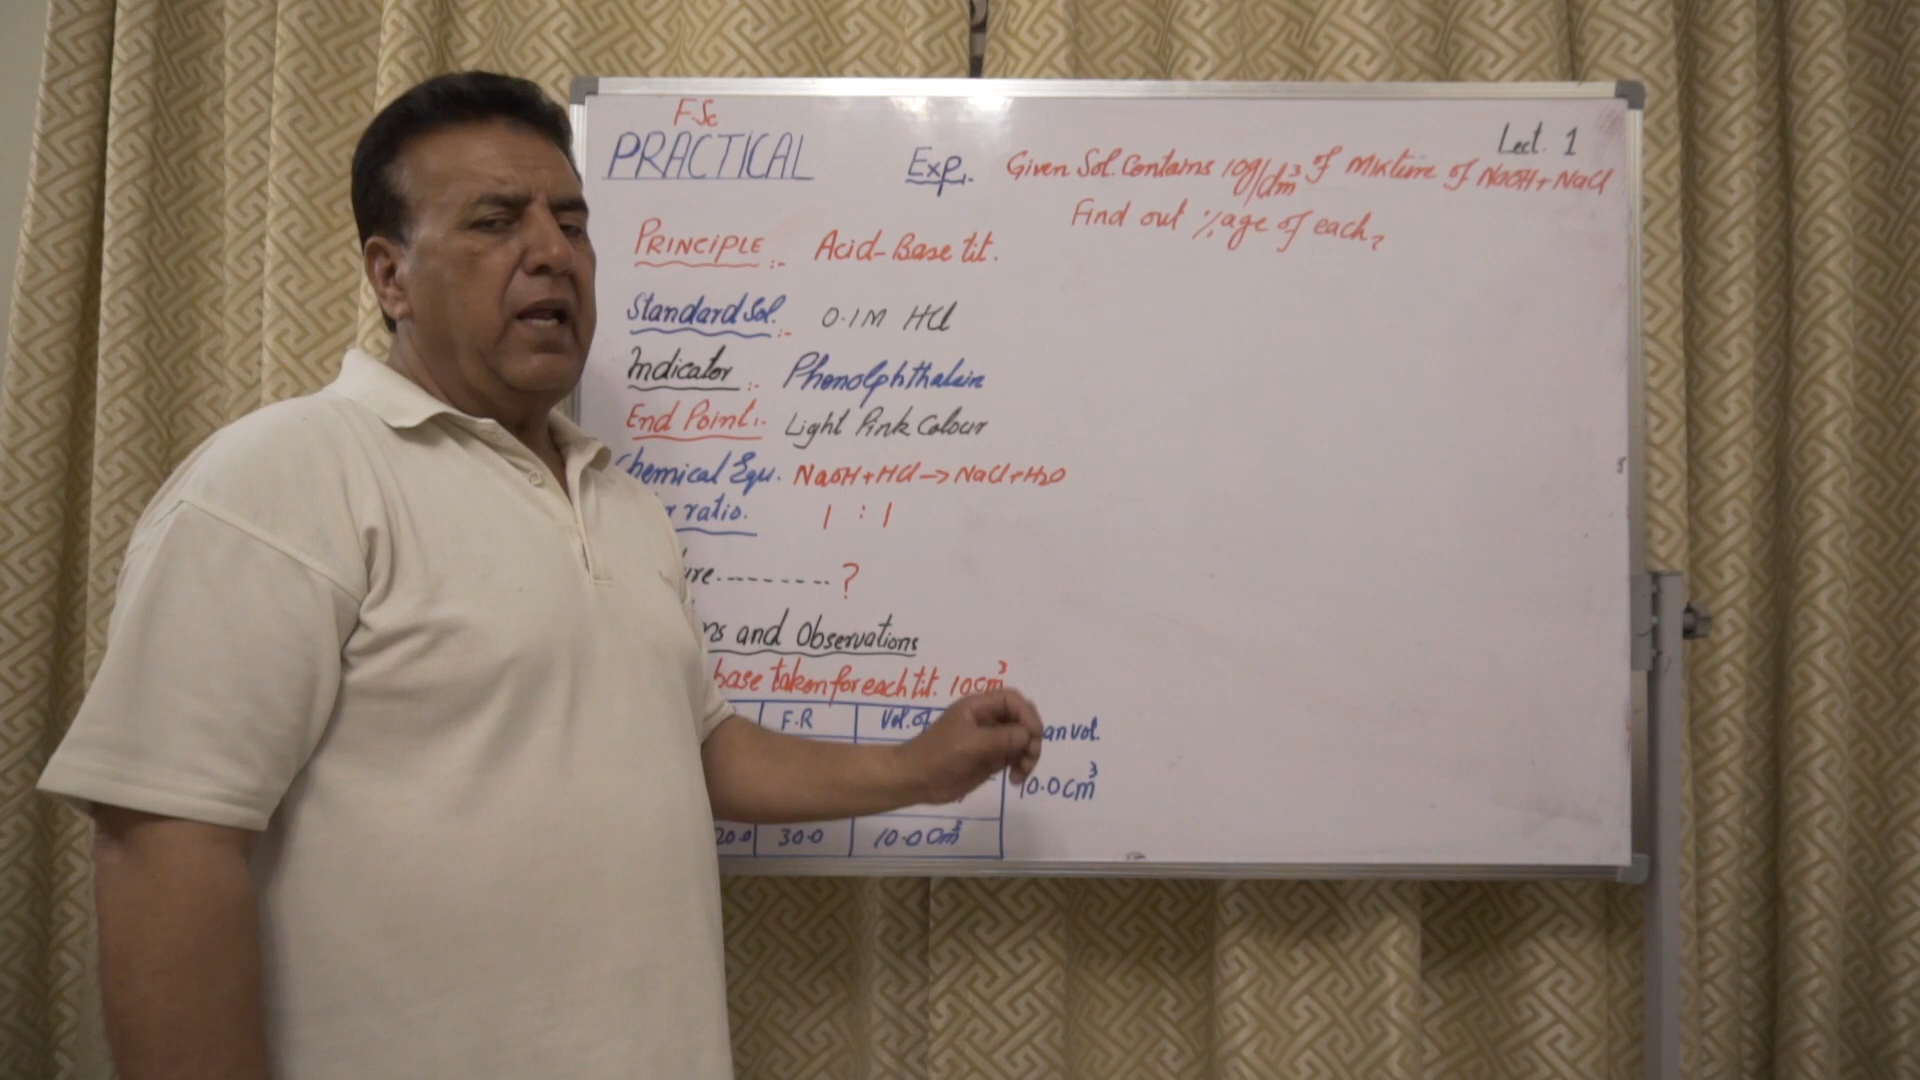 F.Sc
PRACTICAL
Lect. 1
Exp. Given Sol. Contains 10g/dm³ of Mixture of NaOH + NaCl
Find out %age of each?
PRINCIPLE:- Acid-Base tit.
Standard Sol.:- 0.1M HCl
Indicator:- Phenolphthalein
End Point:- Light Pink Colour
Chemical Equ. NaOH + HCl → NaCl + H2O
ratio. 1 : 1
--------- ?
and Observations
base taken for each tit. 10cm³
F.R Vol. of
vol.
10.0cm³
20.0 30.0 10.0cm³